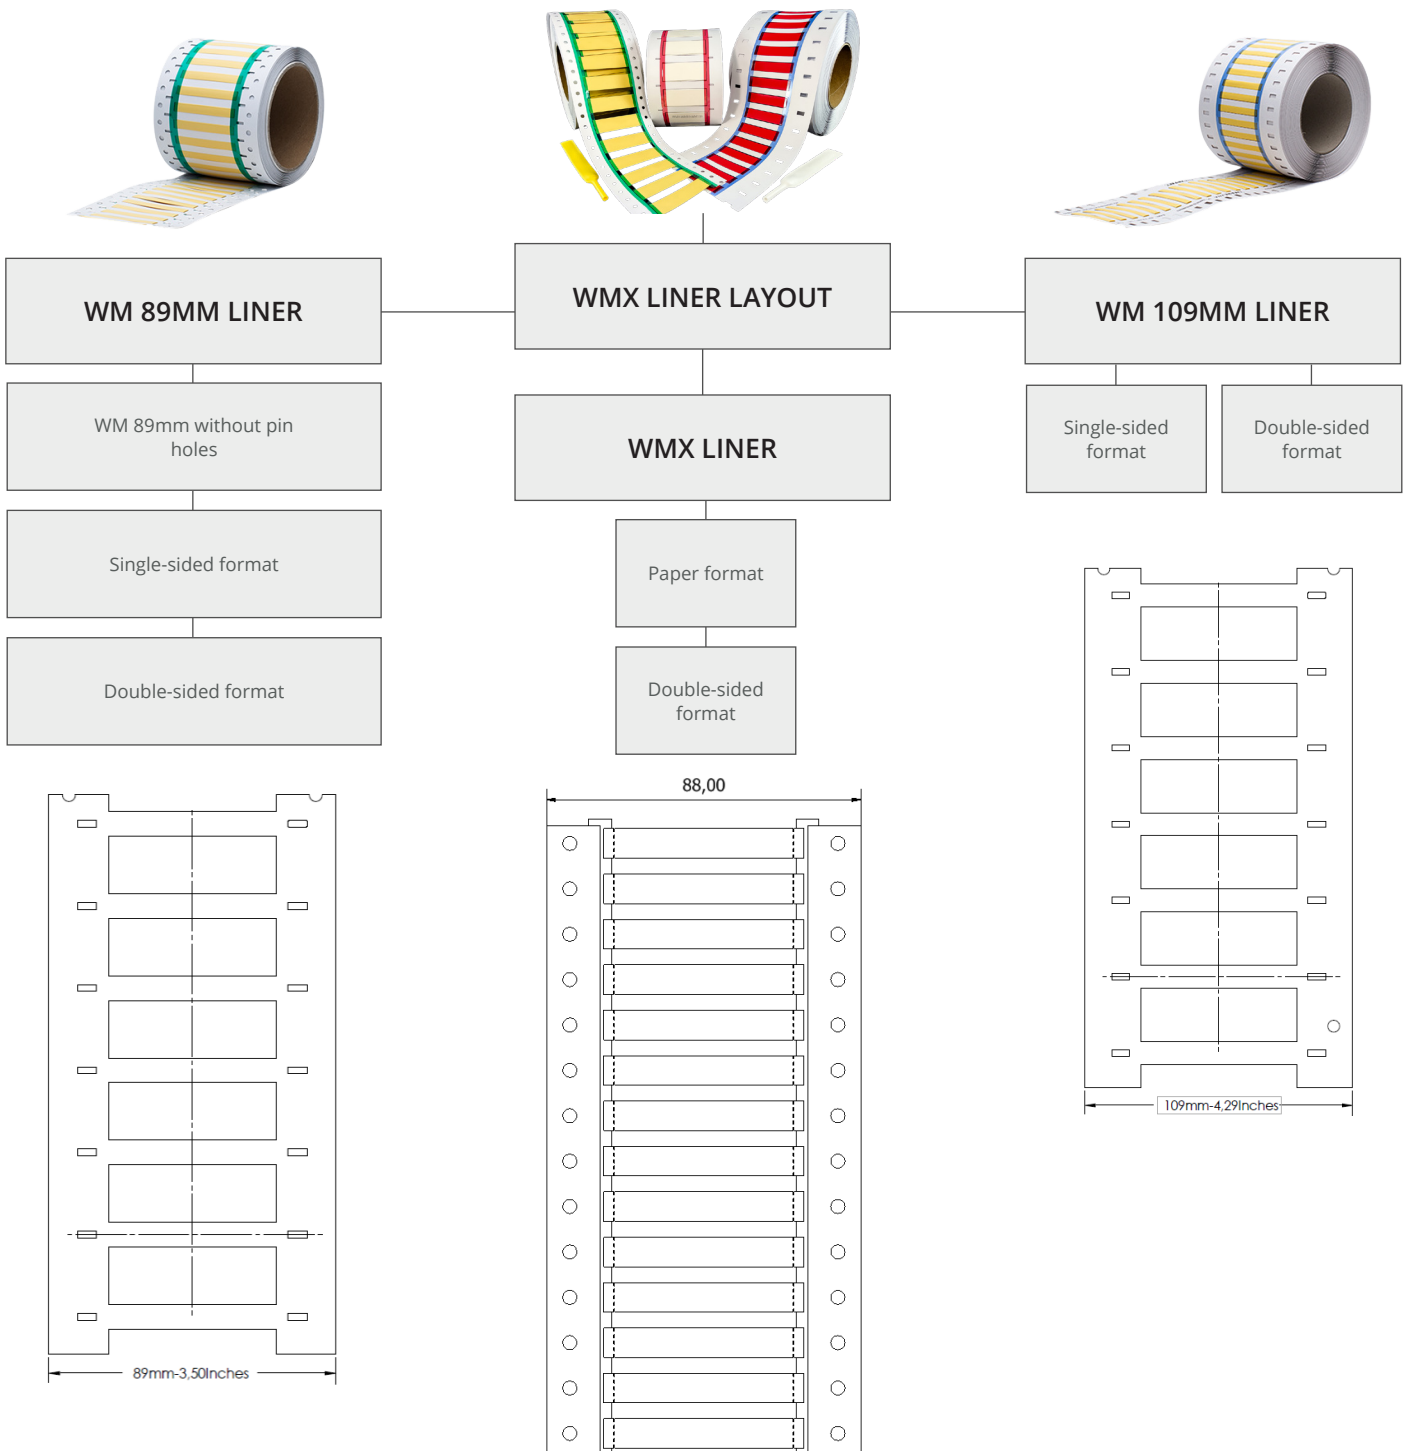 WM 89MM LINER
WMX LINER LAYOUT
WM 109MM LINER
WM 89mm without pin
holes
Single-sided format
Double-sided format
WMX LINER
Paper format
Double-sided
format
Single-sided
format
Double-sided
format
88,00
89mm-3,50Inches
109mm-4,29Inches